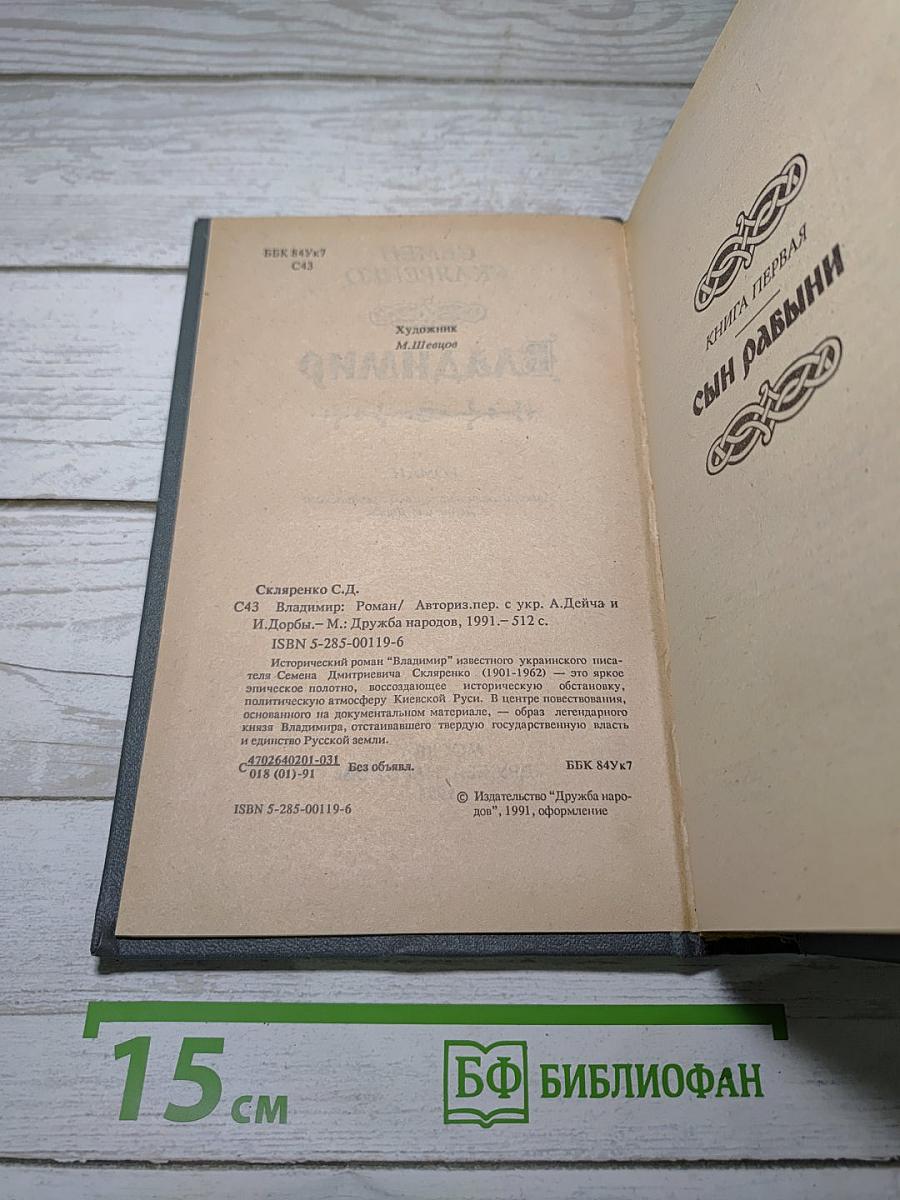 ББК 84Ук7
С43
Художник
М.Шевцов
Скляренко С.Д.
С43 Владимир: Роман/ Авториз.пер. с укр. А.Дейча и
И.Дорбы.– М.: Дружба народов, 1991.– 512 с.
ISBN 5-285-00119-6
Исторический роман "Владимир" известного украинского писа-
теля Семена Дмитриевича Скляренко (1901-1962) — это яркое
эпическое полотно, воссоздающее историческую обстановку,
политическую атмосферу Киевской Руси. В центре повествования,
основанного на документальном материале, — образ легендарного
князя Владимира, отстаивавшего твердую государственную власть
и единство Русской земли.
С 4702640201-031 Без объявл.
018 (01)-91
ББК 84Ук7
ISBN 5-285-00119-6
© Издательство "Дружба наро-
дов", 1991, оформление
КНИГА ПЕРВАЯ
СЫН РАБЫНИ
15 см
БФ БИБЛИОФАН